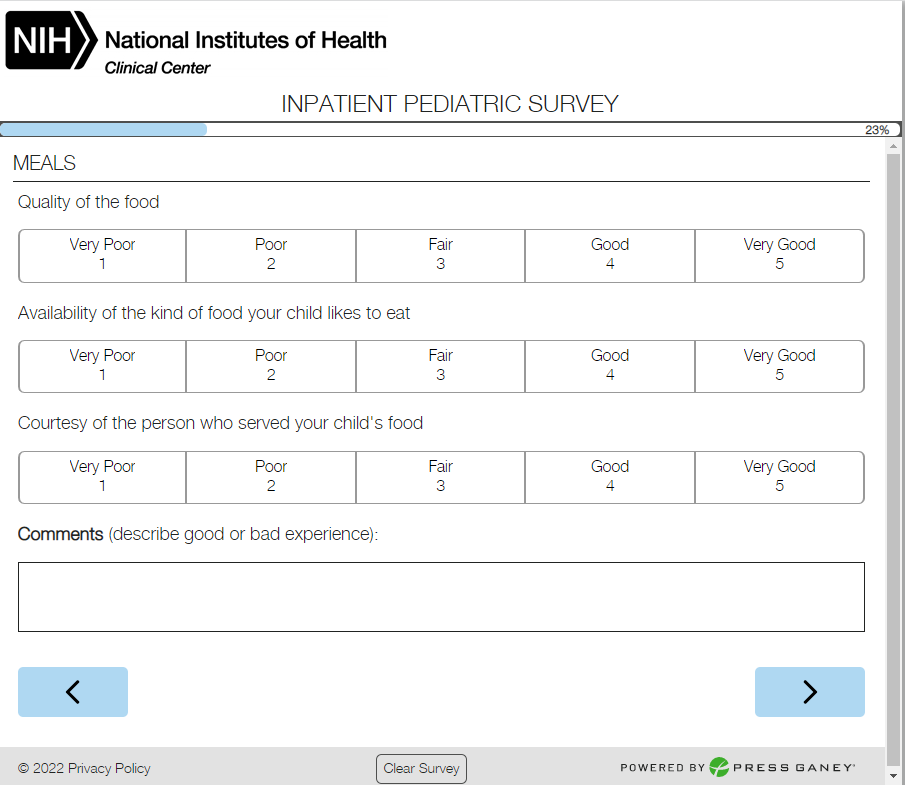 NIH National Institutes of Health
Clinical Center
INPATIENT PEDIATRIC SURVEY
23%
MEALS
Quality of the food
Very Poor Poor Fair Good Very Good
1 2 3 4 5
Availability of the kind of food your child likes to eat
Very Poor Poor Fair Good Very Good
1 2 3 4 5
Courtesy of the person who served your child's food
Very Poor Poor Fair Good Very Good
1 2 3 4 5
Comments (describe good or bad experience):
© 2022 Privacy Policy Clear Survey POWERED BY PRESS GANEY